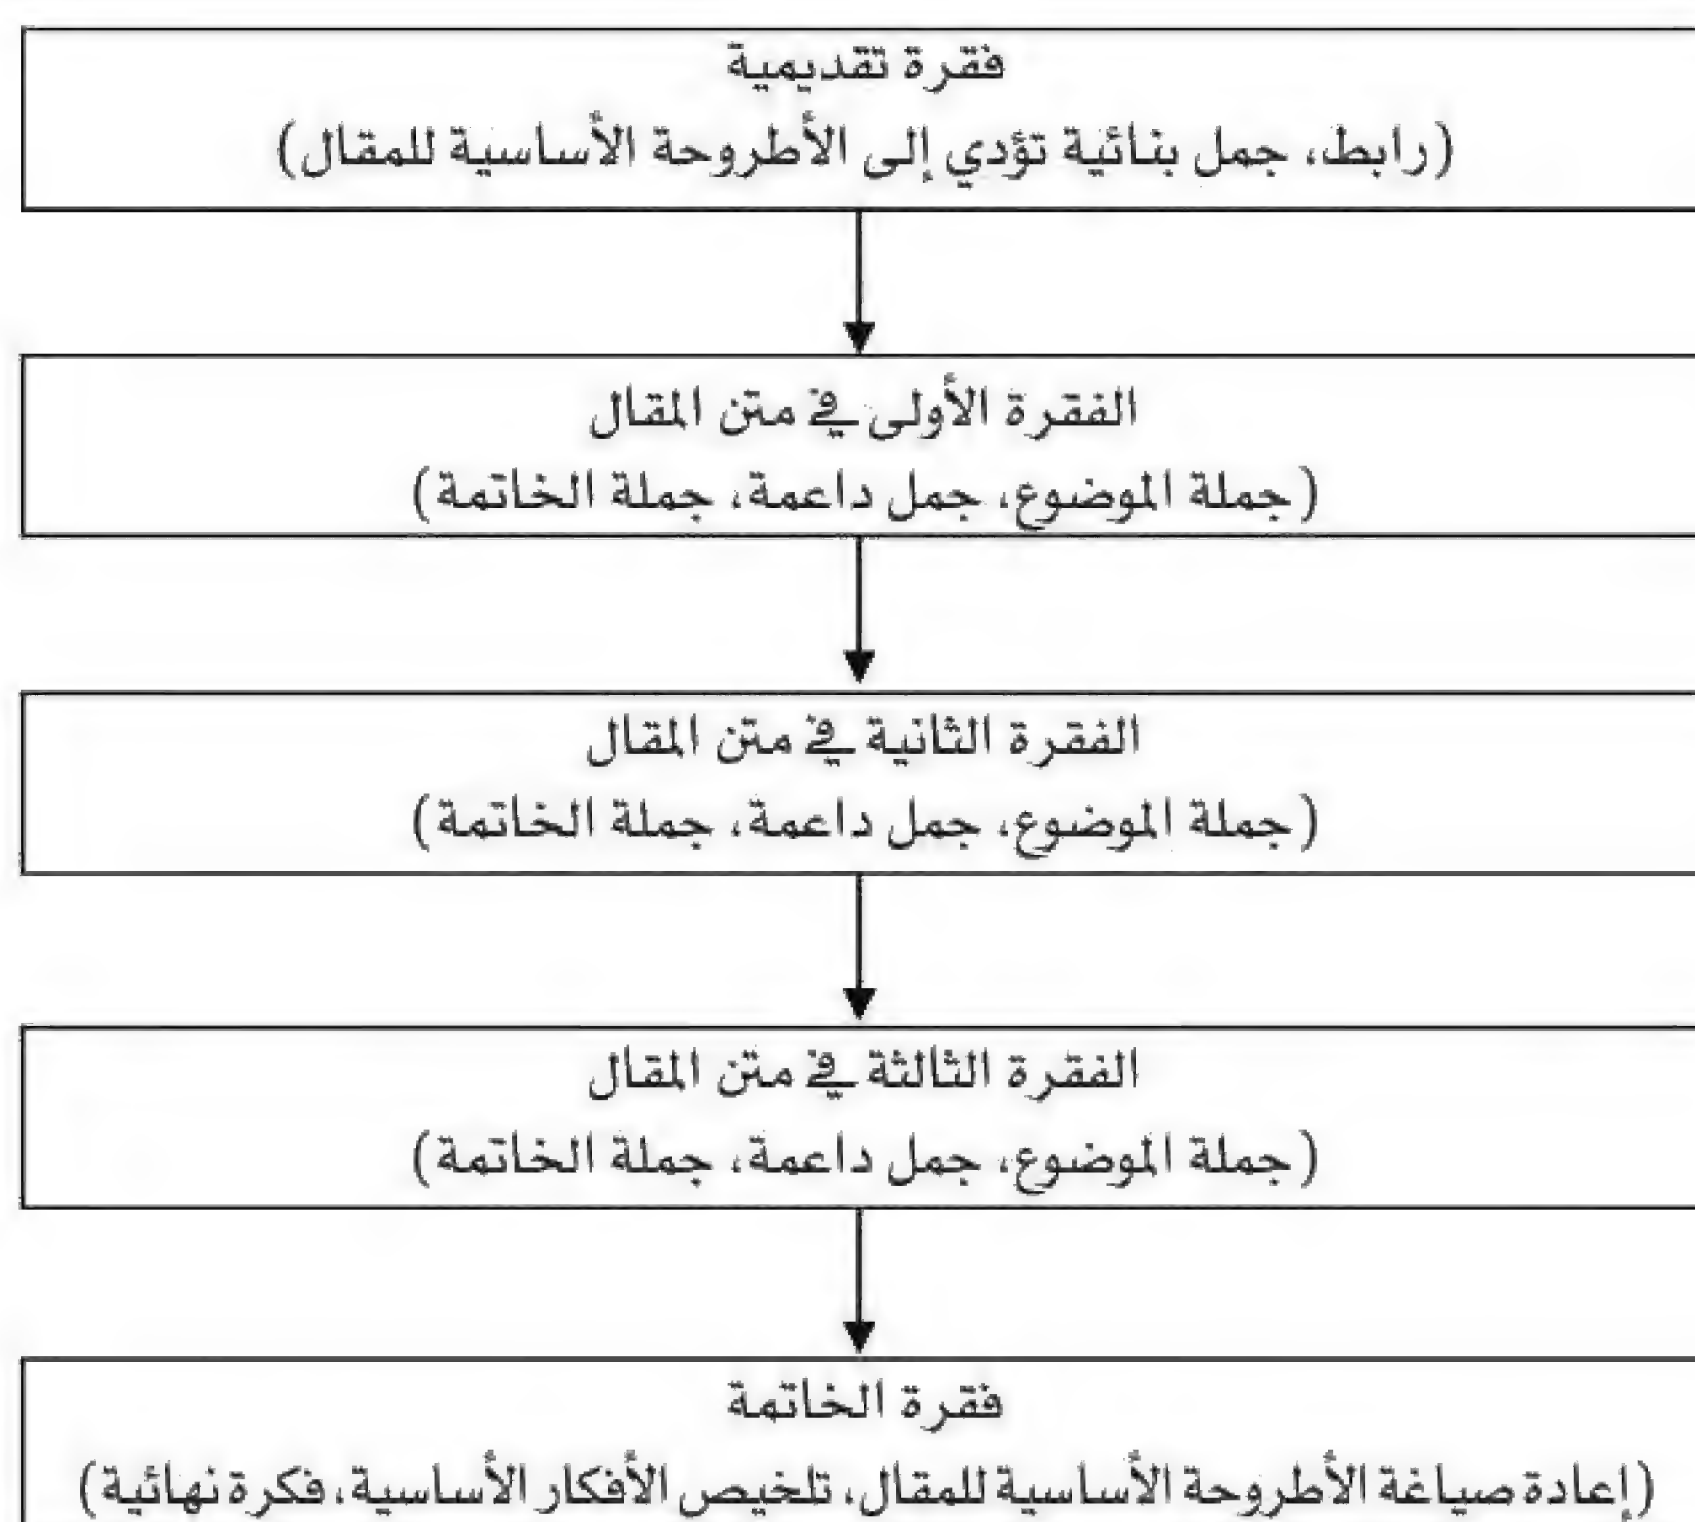 فقرة تقديمية
(رابط، جمل بنائية تؤدي إلى الأطروحة الأساسية للمقال)
الفقرة الأولى في متن المقال
(جملة الموضوع، جمل داعمة، جملة الخاتمة)
الفقرة الثانية في متن المقال
(جملة الموضوع، جمل داعمة، جملة الخاتمة)
الفقرة الثالثة في متن المقال
(جملة الموضوع، جمل داعمة، جملة الخاتمة)
فقرة الخاتمة
(إعادة صياغة الأطروحة الأساسية للمقال، تلخيص الأفكار الأساسية، فكرة نهائية)